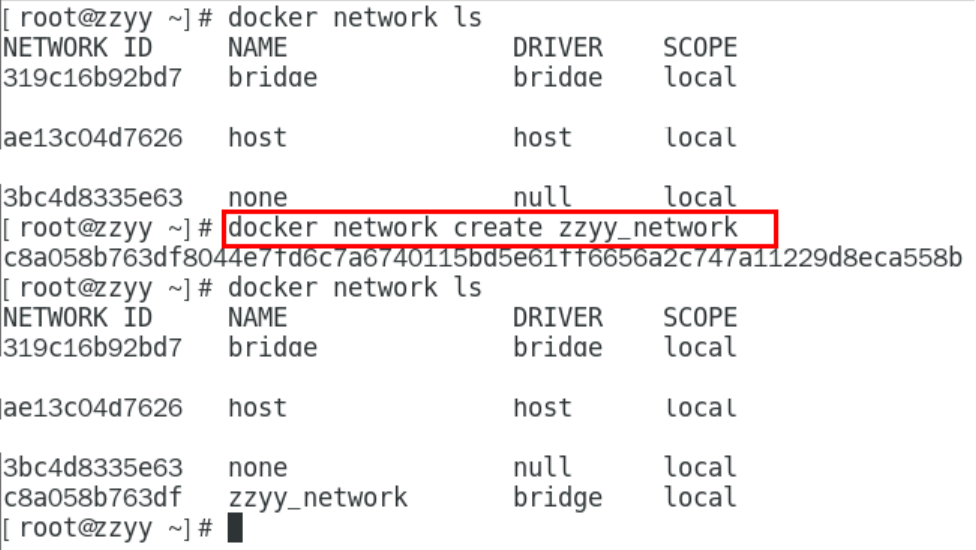 [ root@zzyy ~]# docker network ls
NETWORK ID NAME DRIVER SCOPE
319c16b92bd7 bridge bridge local
ae13c04d7626 host host local
3bc4d8335e63 none null local
[ root@zzyy ~]# docker network create zzyy_network
c8a058b763df8044e7fd6c7a6740115bd5e61ff6656a2c747a11229d8eca558b
[ root@zzyy ~]# docker network ls
NETWORK ID NAME DRIVER SCOPE
319c16b92bd7 bridge bridge local
ae13c04d7626 host host local
3bc4d8335e63 none null local
c8a058b763df zzyy_network bridge local
[ root@zzyy ~]#